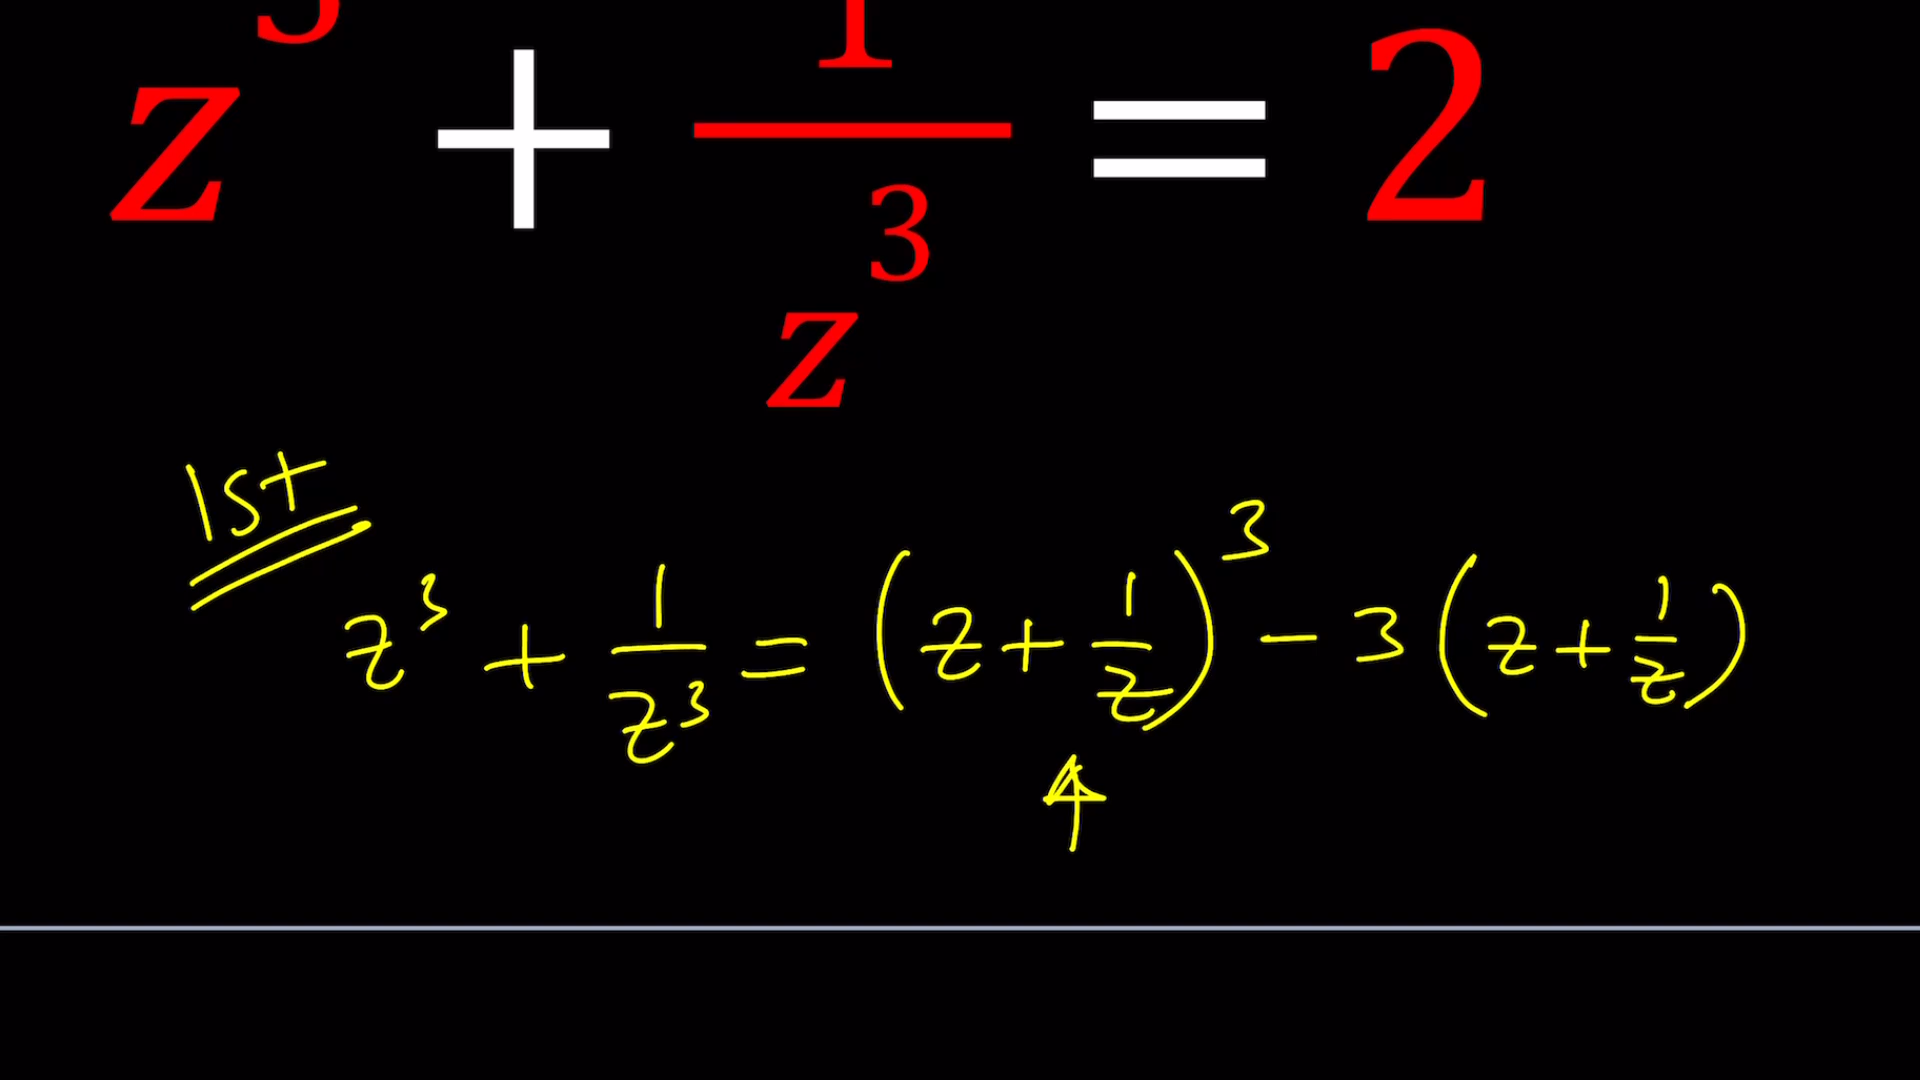 z³ + 1/z³ = 2
1st
z³ + 1/z³ = (z + 1/z)³ − 3(z + 1/z)